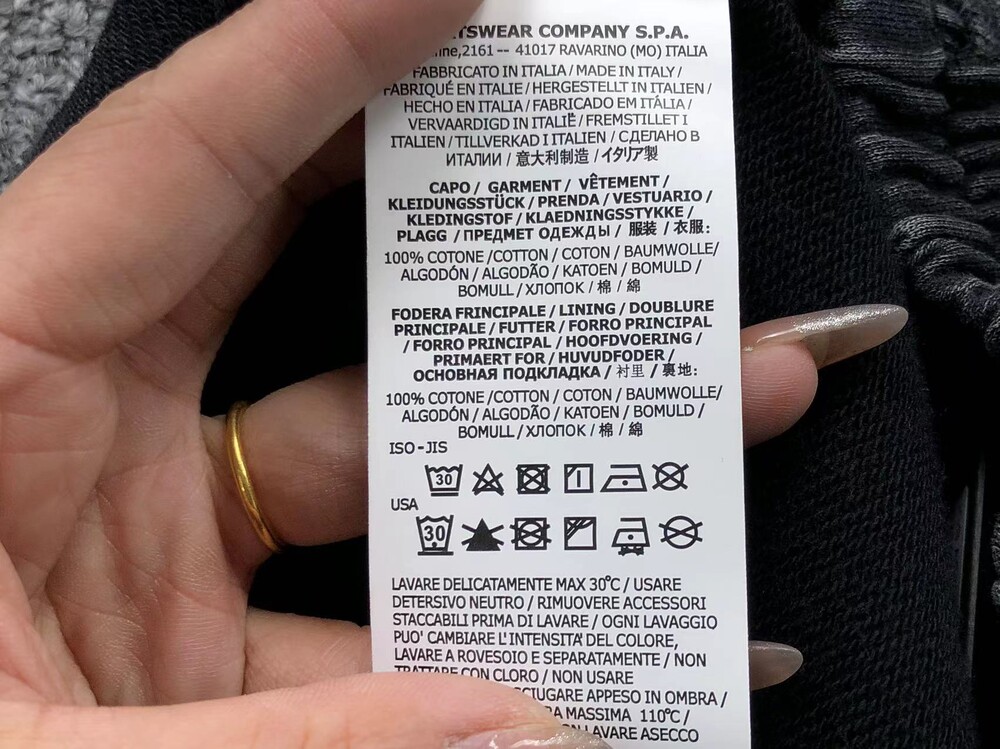 TSWEAR COMPANY S.P.A.
ine,2161 -- 41017 RAVARINO (MO) ITALIA
FABBRICATO IN ITALIA / MADE IN ITALY /
FABRIQUÉ EN ITALIE / HERGESTELLT IN ITALIEN /
HECHO EN ITALIA / FABRICADO EM ITÁLIA /
VERVAARDIGD IN ITALIË / FREMSTILLET I
ITALIEN / TILLVERKAD I ITALIEN / СДЕЛАНО В
ИТАЛИИ / 意大利制造 / イタリア製
CAPO / GARMENT / VÊTEMENT /
KLEIDUNGSSTÜCK / PRENDA / VESTUARIO /
KLEDINGSTOF / KLAEDNINGSSTYKKE /
PLAGG / ПРЕДМЕТ ОДЕЖДЫ / 服装 / 衣服:
100% COTONE /COTTON / COTON / BAUMWOLLE/
ALGODÓN / ALGODÃO / KATOEN / BOMULD /
BOMULL / ХЛОПОК / 棉 / 綿
FODERA FRINCIPALE / LINING / DOUBLURE
PRINCIPALE / FUTTER / FORRO PRINCIPAL
/ FORRO PRINCIPAL / HOOFDVOERING /
PRIMAERT FOR / HUVUDFODER /
ОСНОВНАЯ ПОДКЛАДКА / 衬里 / 裏地:
100% COTONE /COTTON / COTON / BAUMWOLLE/
ALGODÓN / ALGODÃO / KATOEN / BOMULD /
BOMULL / ХЛОПОК / 棉 / 綿
ISO-JIS
30
USA
30
LAVARE DELICATAMENTE MAX 30°C / USARE
DETERSIVO NEUTRO / RIMUOVERE ACCESSORI
STACCABILI PRIMA DI LAVARE / OGNI LAVAGGIO
PUO' CAMBIARE L'INTENSITA' DEL COLORE,
LAVARE A ROVESOIO E SEPARATAMENTE / NON
TRATTARE CON CLORO / NON USARE
CIUGARE APPESO IN OMBRA /
RA MASSIMA 110°C /
LAVARE ASECCO